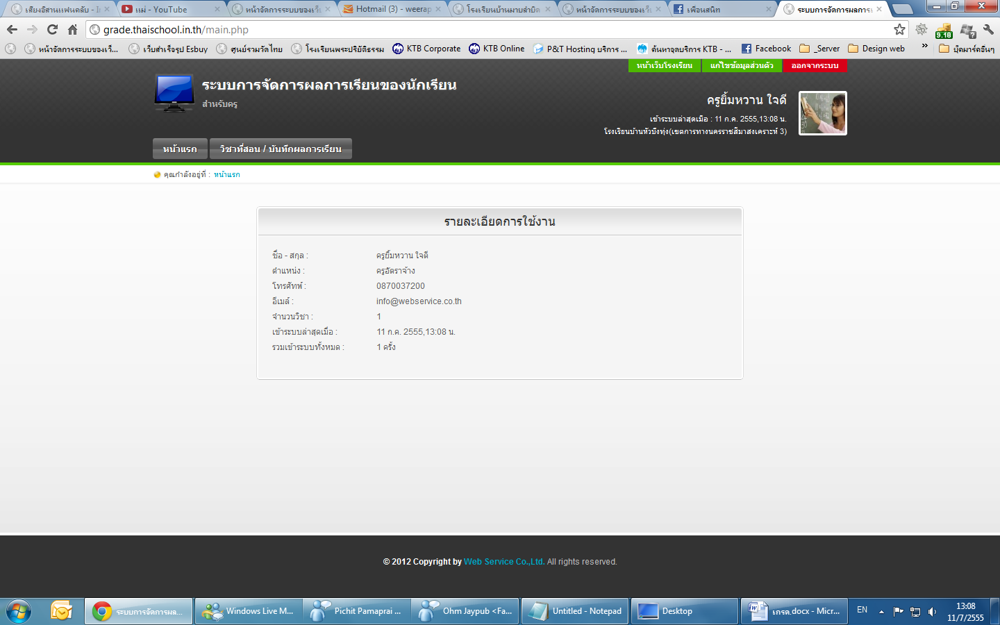 เสียงอีสานแฟนคลับ - In
แม่ - YouTube
หน้าจัดการระบบของเว็บ
Hotmail (3) - weerap
โรงเรียนบ้านมาบสำบิด
หน้าจัดการระบบของเว็บ
เพื่อนสนิท
ระบบการจัดการผลการเ
grade.thaischool.in.th/main.php
9.18
หน้าจัดการระบบของเว็...
เว็บสำเร็จรูป Esbuy
ศูนย์รวมวัดไทย
โรงเรียนพระปริยัติธรรม
KTB Corporate
KTB Online
P&T Hosting บริการ ...
ค้นหาจุดบริการ KTB - ...
Facebook
_Server
Design web
»
บุ๊คมาร์คอื่นๆ
หน้าเว็บโรงเรียน
แก้ไขข้อมูลส่วนตัว
ออกจากระบบ
ระบบการจัดการผลการเรียนของนักเรียน
สำหรับครู
ครูยิ้มหวาน ใจดี
เข้าระบบล่าสุดเมื่อ : 11 ก.ค. 2555,13:08 น.
โรงเรียนบ้านหัวบึงทุ่ง(เขตการทางนครราชสีมาสงเคราะห์ 3)
หน้าแรก
วิชาที่สอน / บันทึกผลการเรียน
คุณกำลังอยู่ที่ : หน้าแรก
รายละเอียดการใช้งาน
ชื่อ - สกุล : ครูยิ้มหวาน ใจดี
ตำแหน่ง : ครูอัตราจ้าง
โทรศัทพ์ : 0870037200
อีเมล์ : info@webservice.co.th
จำนวนวิชา : 1
เข้าระบบล่าสุดเมื่อ : 11 ก.ค. 2555,13:08 น.
รวมเข้าระบบทั้งหมด : 1 ครั้ง
© 2012 Copyright by Web Service Co.,Ltd. All rights reserved.
ระบบการจัดการผล...
Windows Live M...
Pichit Pamaprai ...
Ohm Jaypub <Fa...
Untitled - Notepad
Desktop
เกรด.docx - Micr...
EN
13:08
11/7/2555